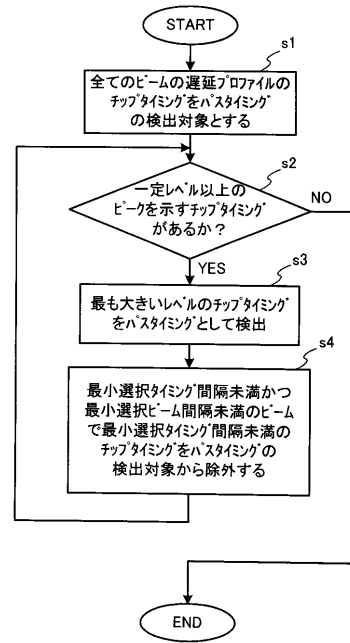 START
s1
全てのビームの遅延プロファイルの
チップタイミングをパスタイミング
の検出対象とする
s2
一定レベル以上の
ピークを示すチップタイミング
があるか？
NO
YES
s3
最も大きいレベルのチップタイミング
をパスタイミングとして検出
s4
最小選択タイミング間隔未満かつ
最小選択ビーム間隔未満のビーム
で最小選択タイミング間隔未満の
チップタイミングをパスタイミングの
検出対象から除外する
END